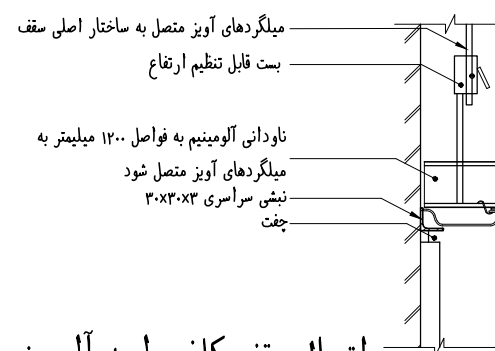 میلگردهای آویز متصل به ساختار اصلی سقف
بست قابل تنظیم ارتفاع
ناودانی آلومینیم به فواصل ۱۲۰۰ میلیمتر به
میلگردهای آویز متصل شود
نبشی سراسری ۳۰x۳۰x۳
چفت